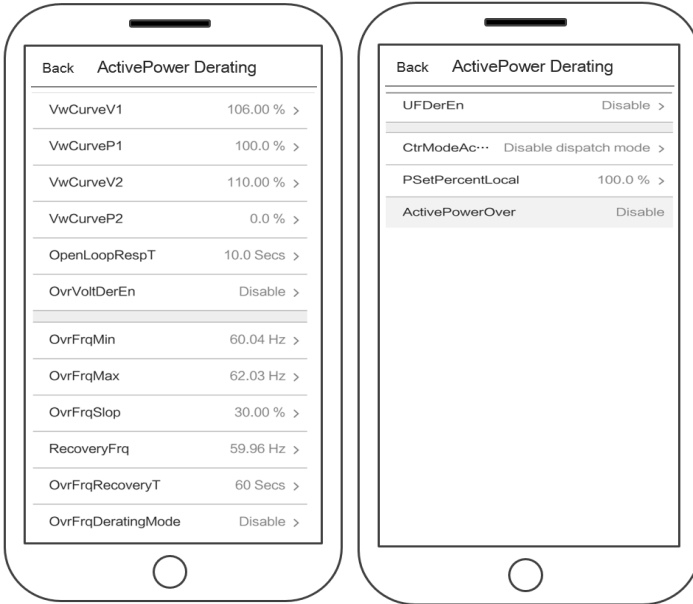 Back ActivePower Derating
VwCurveV1 106.00 % >
VwCurveP1 100.0 % >
VwCurveV2 110.00 % >
VwCurveP2 0.0 % >
OpenLoopRespT 10.0 Secs >
OvrVoltDerEn Disable >
OvrFrqMin 60.04 Hz >
OvrFrqMax 62.03 Hz >
OvrFrqSlop 30.00 % >
RecoveryFrq 59.96 Hz >
OvrFrqRecoveryT 60 Secs >
OvrFrqDeratingMode Disable >
Back ActivePower Derating
UFDerEn Disable >
CtrModeAc··· Disable dispatch mode >
PSetPercentLocal 100.0 % >
ActivePowerOver Disable